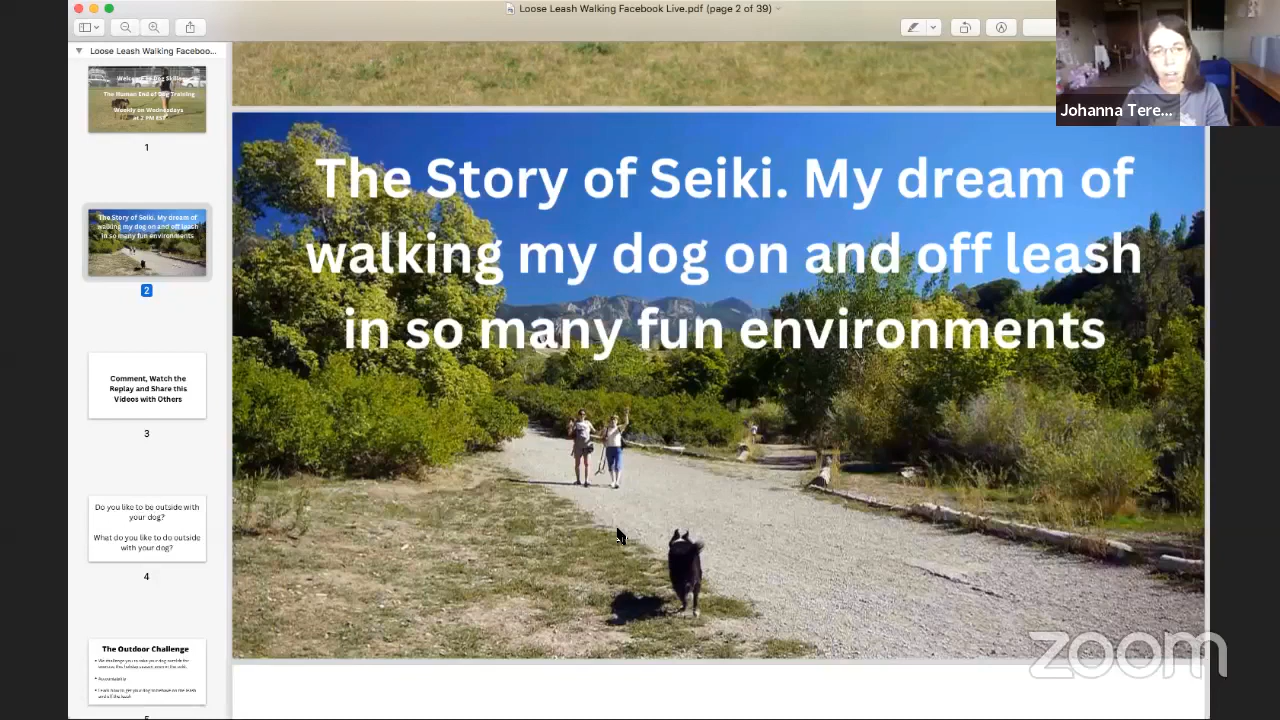 Loose Leash Walking Facebook Live.pdf (page 2 of 39)
Loose Leash Walking Faceboo...
The Human End of Dog Training
Weekly on Wednesdays
at 2 PM EST
1
The Story of Seiki. My dream of
walking my dog on and off leash
in so many fun environments
2
Comment, Watch the
Replay and Share this
Videos with Others
3
Do you like to be outside with
your dog?
What do you like to do outside
with your dog?
4
The Outdoor Challenge
The Story of Seiki. My dream of
walking my dog on and off leash
in so many fun environments
Johanna Tere...
zoom